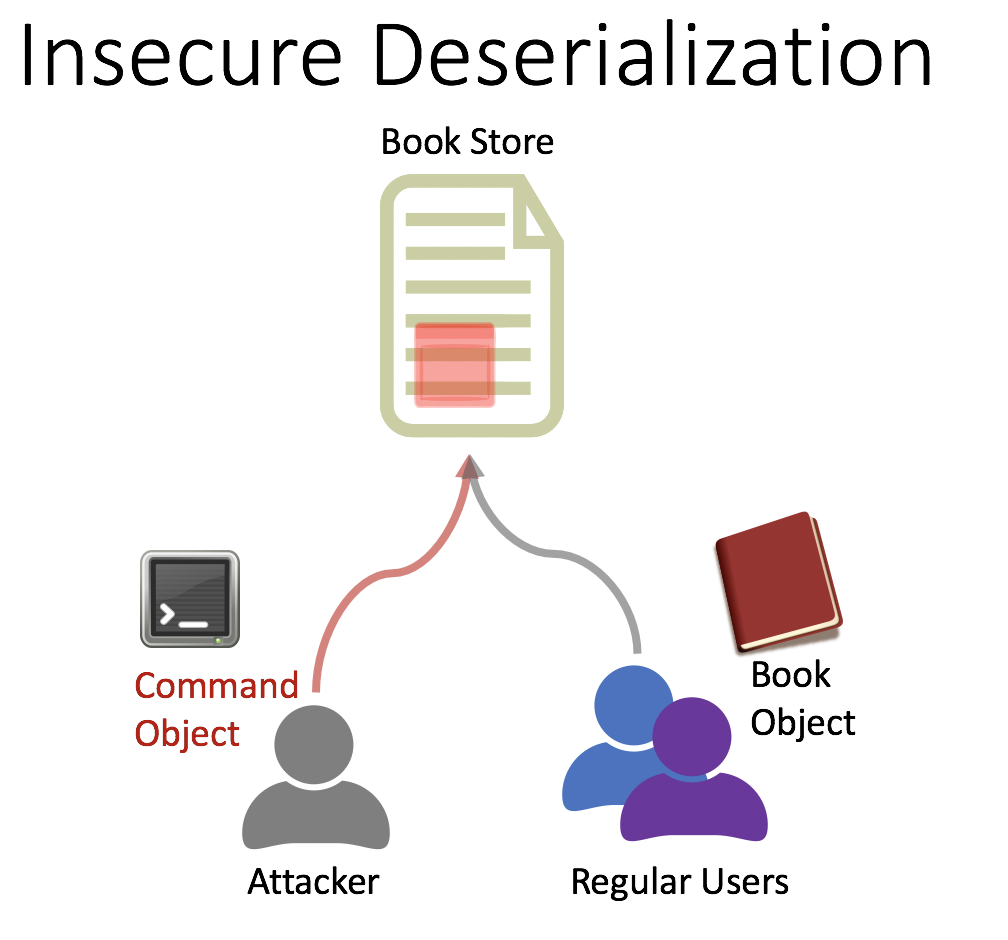 Insecure Deserialization
Book Store
Command
Object
Book
Object
Attacker
Regular Users